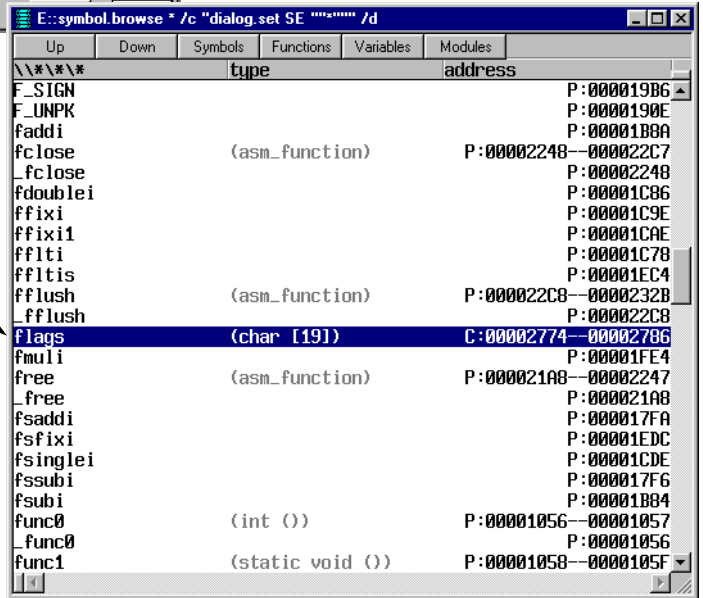 E::symbol.browse * /c "dialog.set SE """*"""" /d
Up Down Symbols Functions Variables Modules
\\*\*\* type address
F_SIGN P:000019B6
F_UNPK P:0000190E
faddi P:00001B8A
fclose (asm_function) P:00002248--000022C7
_fclose P:00002248
fdoublei P:00001C86
ffixi P:00001C9E
ffixi1 P:00001CAE
fflti P:00001C78
ffltis P:00001EC4
fflush (asm_function) P:000022C8--0000232B
_fflush P:000022C8
flags (char [19]) C:00002774--00002786
fmuli P:00001FE4
free (asm_function) P:000021A8--00002247
_free P:000021A8
fsaddi P:000017FA
fsfixi P:00001EDC
fsinglei P:00001CDE
fssubi P:000017F6
fsubi P:00001B84
func0 (int ()) P:00001056--00001057
_func0 P:00001056
func1 (static void ()) P:00001058--0000105F